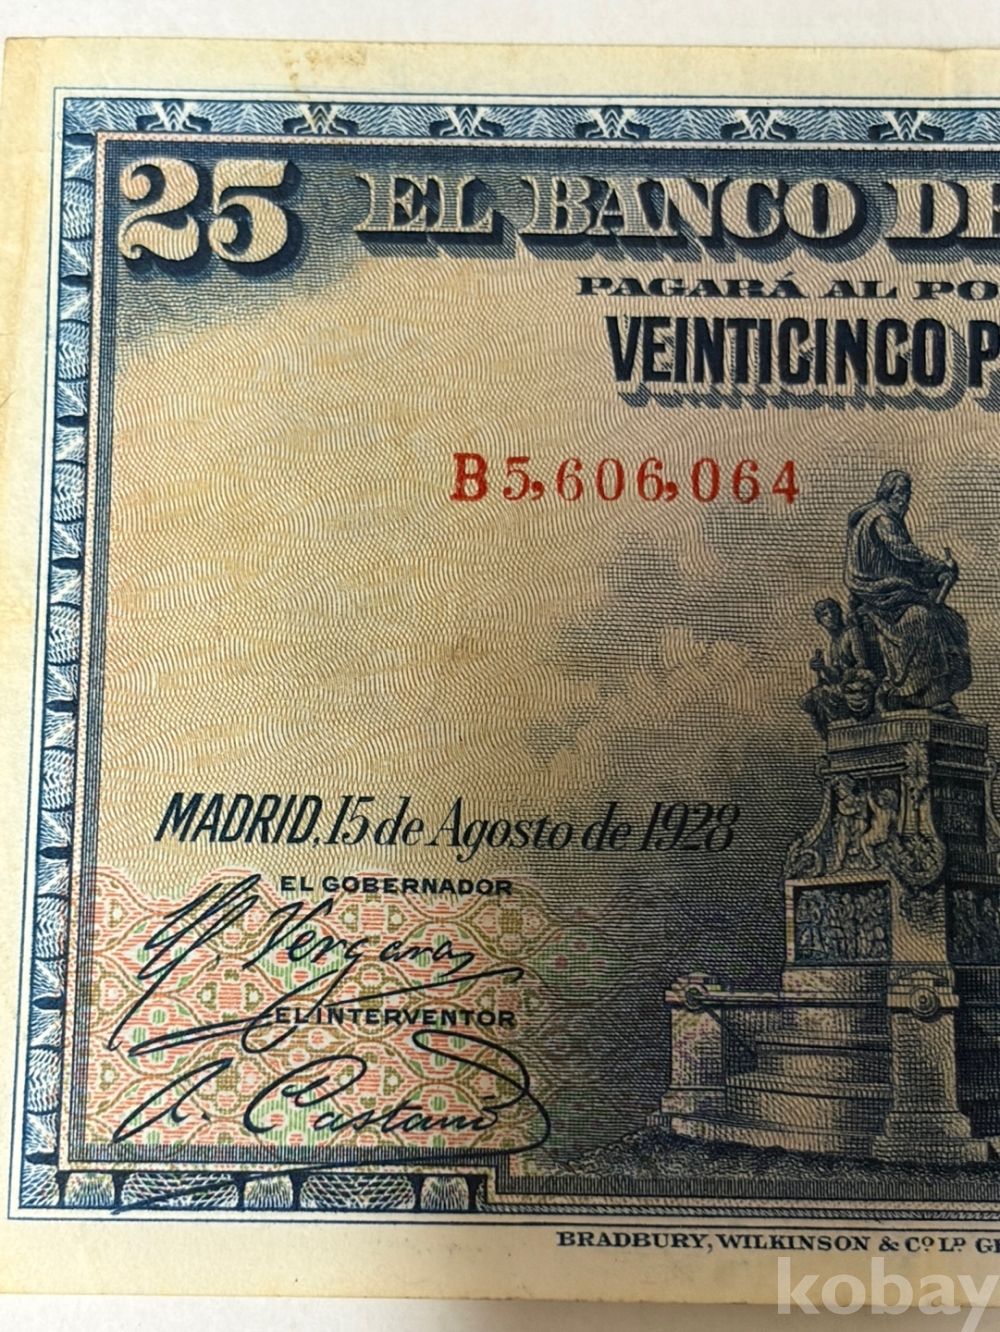 25 EL BANCO DE
PAGARÁ AL PO
VEINTICINCO P
B5,606,064
MADRID, 15 de Agosto de 1928
EL GOBERNADOR
Vergara
EL INTERVENTOR
BRADBURY, WILKINSON & Cº Lᴰ. G
kobay